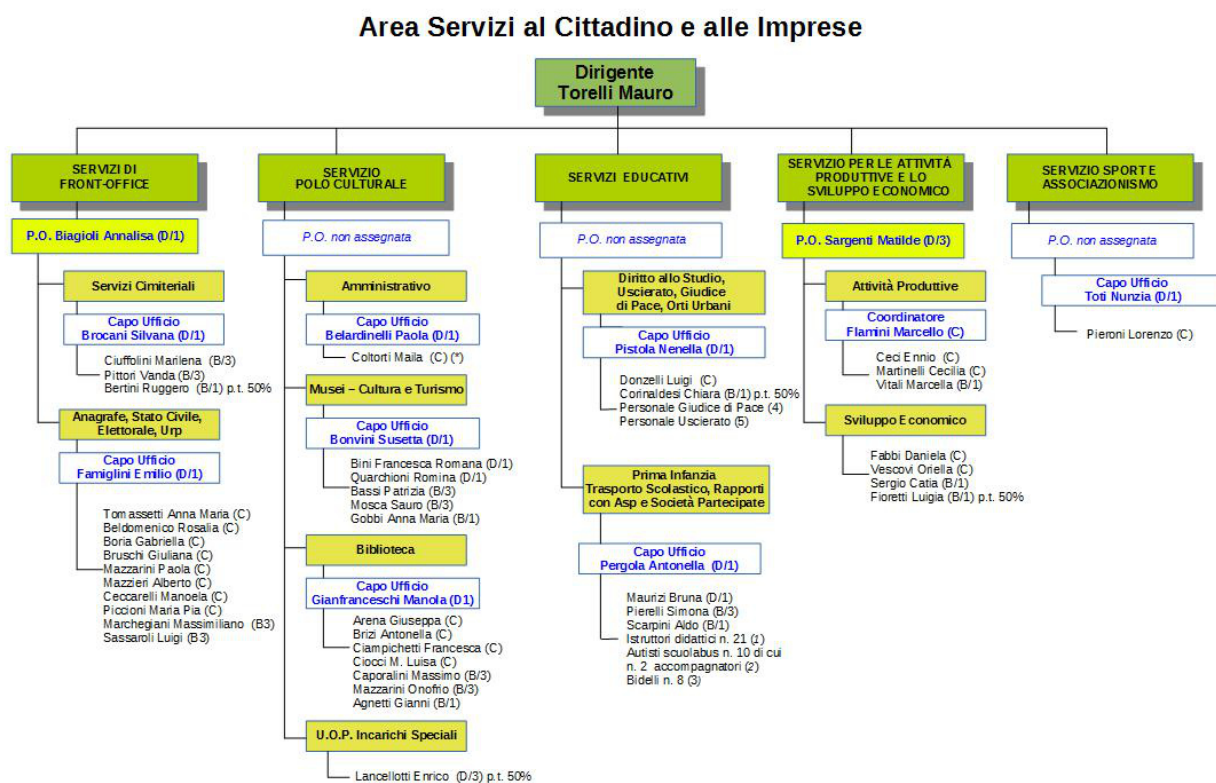 Area Servizi al Cittadino e alle Imprese
Dirigente
Torelli Mauro
SERVIZI DI
FRONT-OFFICE
P.O. Biagioli Annalisa (D/1)
Servizi Cimiteriali
Capo Ufficio
Brocani Silvana (D/1)
Ciuffolini Marilena (B/3)
Pittori Vanda (B/3)
Bertini Ruggero (B/1) p.t. 50%
Anagrafe, Stato Civile,
Elettorale, Urp
Capo Ufficio
Famiglini Emilio (D/1)
Tomassetti Anna Maria (C)
Beldomenico Rosalia (C)
Boria Gabriella (C)
Bruschi Giuliana (C)
Mazzarini Paola (C)
Mazzieri Alberto (C)
Ceccarelli Manoela (C)
Piccioni Maria Pia (C)
Marchegiani Massimiliano (B3)
Sassaroli Luigi (B3)
SERVIZIO
POLO CULTURALE
P.O. non assegnata
Amministrativo
Capo Ufficio
Belardinelli Paola (D/1)
Coltorti Maila (C) (*)
Musei – Cultura e Turismo
Capo Ufficio
Bonvini Susetta (D/1)
Bini Francesca Romana (D/1)
Quarchioni Romina (D/1)
Bassi Patrizia (B/3)
Mosca Sauro (B/3)
Gobbi Anna Maria (B/1)
Biblioteca
Capo Ufficio
Gianfranceschi Manola (D1)
Arena Giuseppa (C)
Brizi Antonella (C)
Ciampichetti Francesca (C)
Ciocci M. Luisa (C)
Caporalini Massimo (B/3)
Mazzarini Onofrio (B/3)
Agnetti Gianni (B/1)
U.O.P. Incarichi Speciali
Lancellotti Enrico (D/3) p.t. 50%
SERVIZI EDUCATIVI
P.O. non assegnata
Diritto allo Studio,
Uscierato, Giudice
di Pace, Orti Urbani
Capo Ufficio
Pistola Nenella (D/1)
Donzelli Luigi (C)
Corinaldesi Chiara (B/1) p.t. 50%
Personale Giudice di Pace (4)
Personale Uscierato (5)
Prima Infanzia
Trasporto Scolastico, Rapporti
con Asp e Società Partecipate
Capo Ufficio
Pergola Antonella (D/1)
Maurizi Bruna (D/1)
Pierelli Simona (B/3)
Scarpini Aldo (B/1)
Istruttori didattici n. 21 (1)
Autisti scuolabus n. 10 di cui
n. 2 accompagnatori (2)
Bidelli n. 8 (3)
SERVIZIO PER LE ATTIVITÀ
PRODUTTIVE E LO
SVILUPPO ECONOMICO
P.O. Sargenti Matilde (D/3)
Attività Produttive
Coordinatore
Flamini Marcello (C)
Ceci Ennio (C)
Martinelli Cecilia (C)
Vitali Marcella (B/1)
Sviluppo Economico
Fabbi Daniela (C)
Vescovi Oriella (C)
Sergio Catia (B/1)
Fioretti Luigia (B/1) p.t. 50%
SERVIZIO SPORT E
ASSOCIAZIONISMO
P.O. non assegnata
Capo Ufficio
Toti Nunzia (D/1)
Pieroni Lorenzo (C)